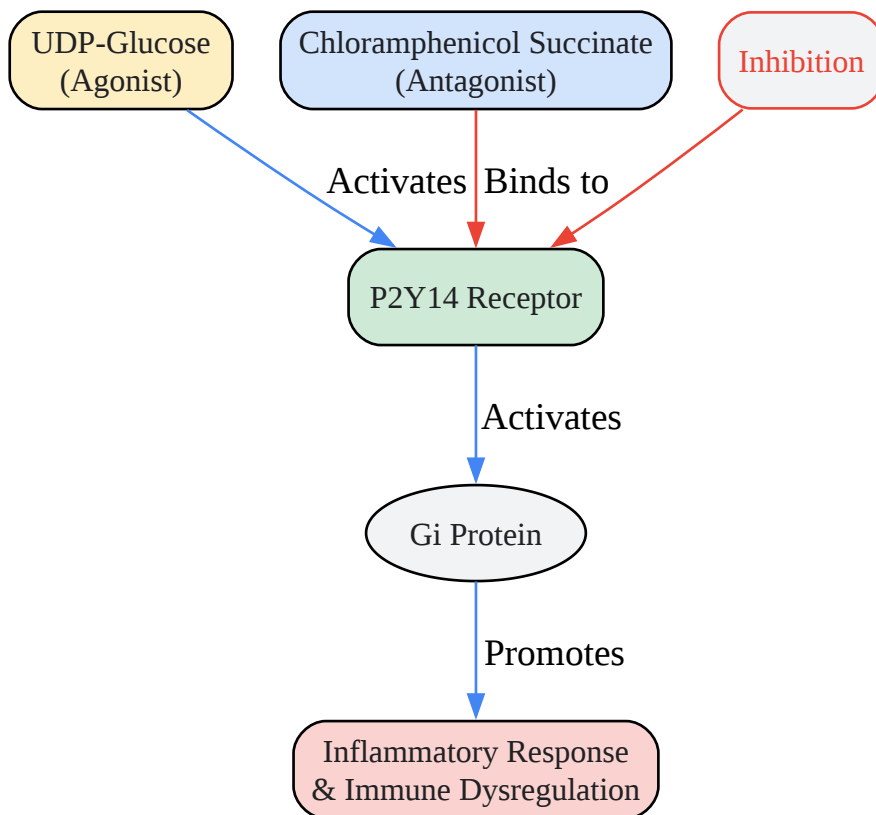 UDP-Glucose
(Agonist)
Chloramphenicol Succinate
(Antagonist)
Inhibition
Activates
Binds to
P2Y14 Receptor
Activates
Gi Protein
Promotes
Inflammatory Response
& Immune Dysregulation